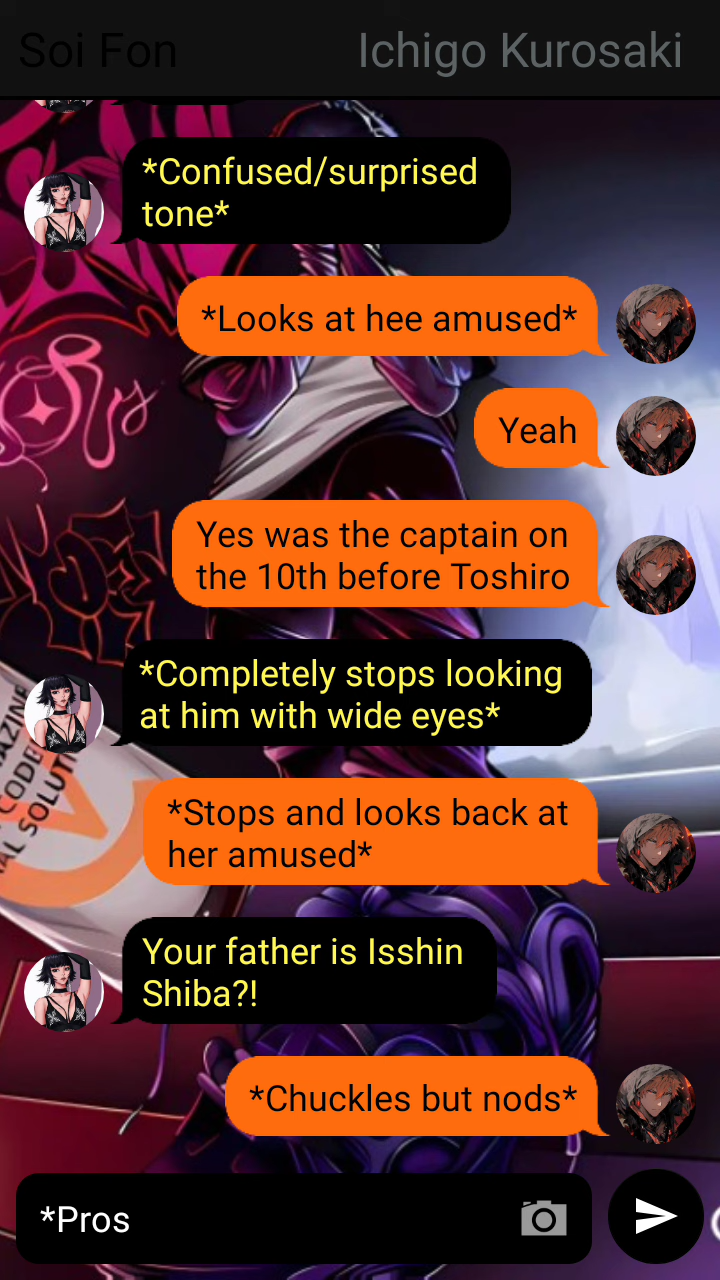 Soi Fon Ichigo Kurosaki
*Confused/surprised
tone*
*Looks at hee amused*
Yeah
Yes was the captain on
the 10th before Toshiro
*Completely stops looking
at him with wide eyes*
*Stops and looks back at
her amused*
Your father is Isshin
Shiba?!
*Chuckles but nods*
*Pros